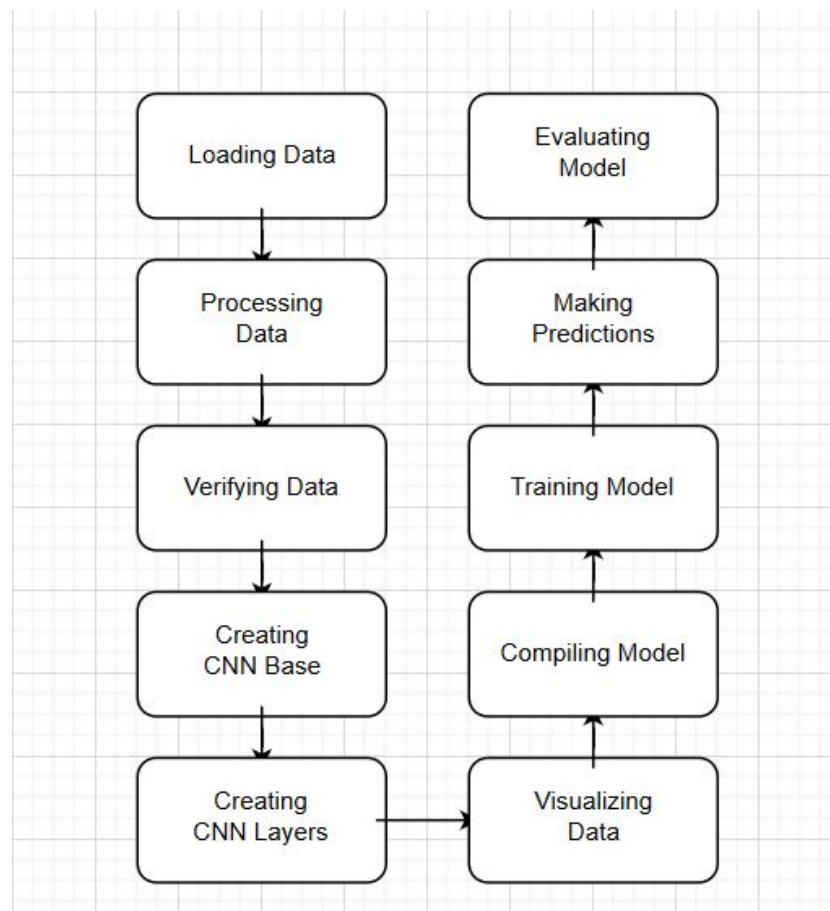 Loading Data
Processing
Data
Verifying Data
Creating
CNN Base
Creating
CNN Layers
Visualizing
Data
Compiling Model
Training Model
Making
Predictions
Evaluating
Model